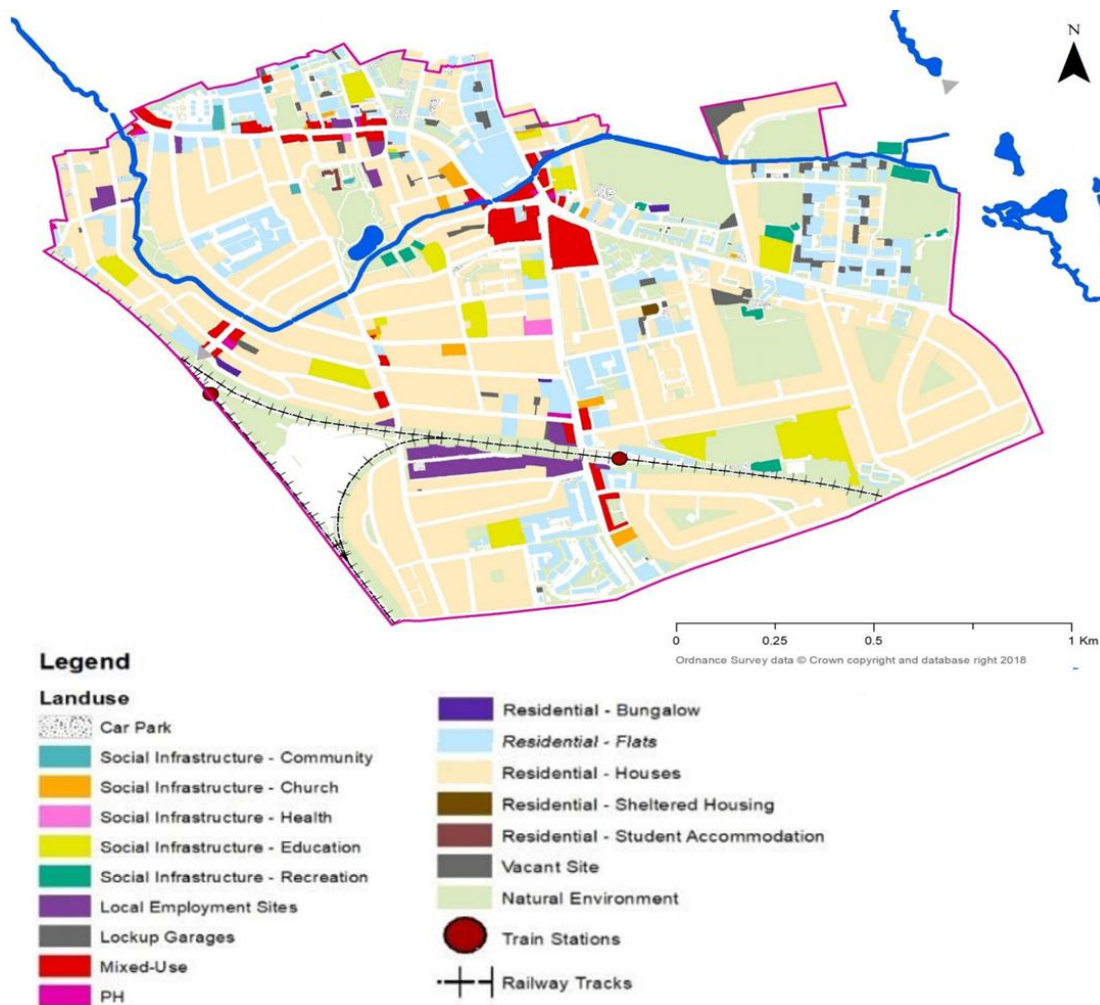 N
0 0.25 0.5 1 Km
Ordnance Survey data © Crown copyright and database right 2018
Legend
Landuse
Car Park
Social Infrastructure - Community
Social Infrastructure - Church
Social Infrastructure - Health
Social Infrastructure - Education
Social Infrastructure - Recreation
Local Employment Sites
Lockup Garages
Mixed-Use
PH
Residential - Bungalow
Residential - Flats
Residential - Houses
Residential - Sheltered Housing
Residential - Student Accommodation
Vacant Site
Natural Environment
Train Stations
Railway Tracks